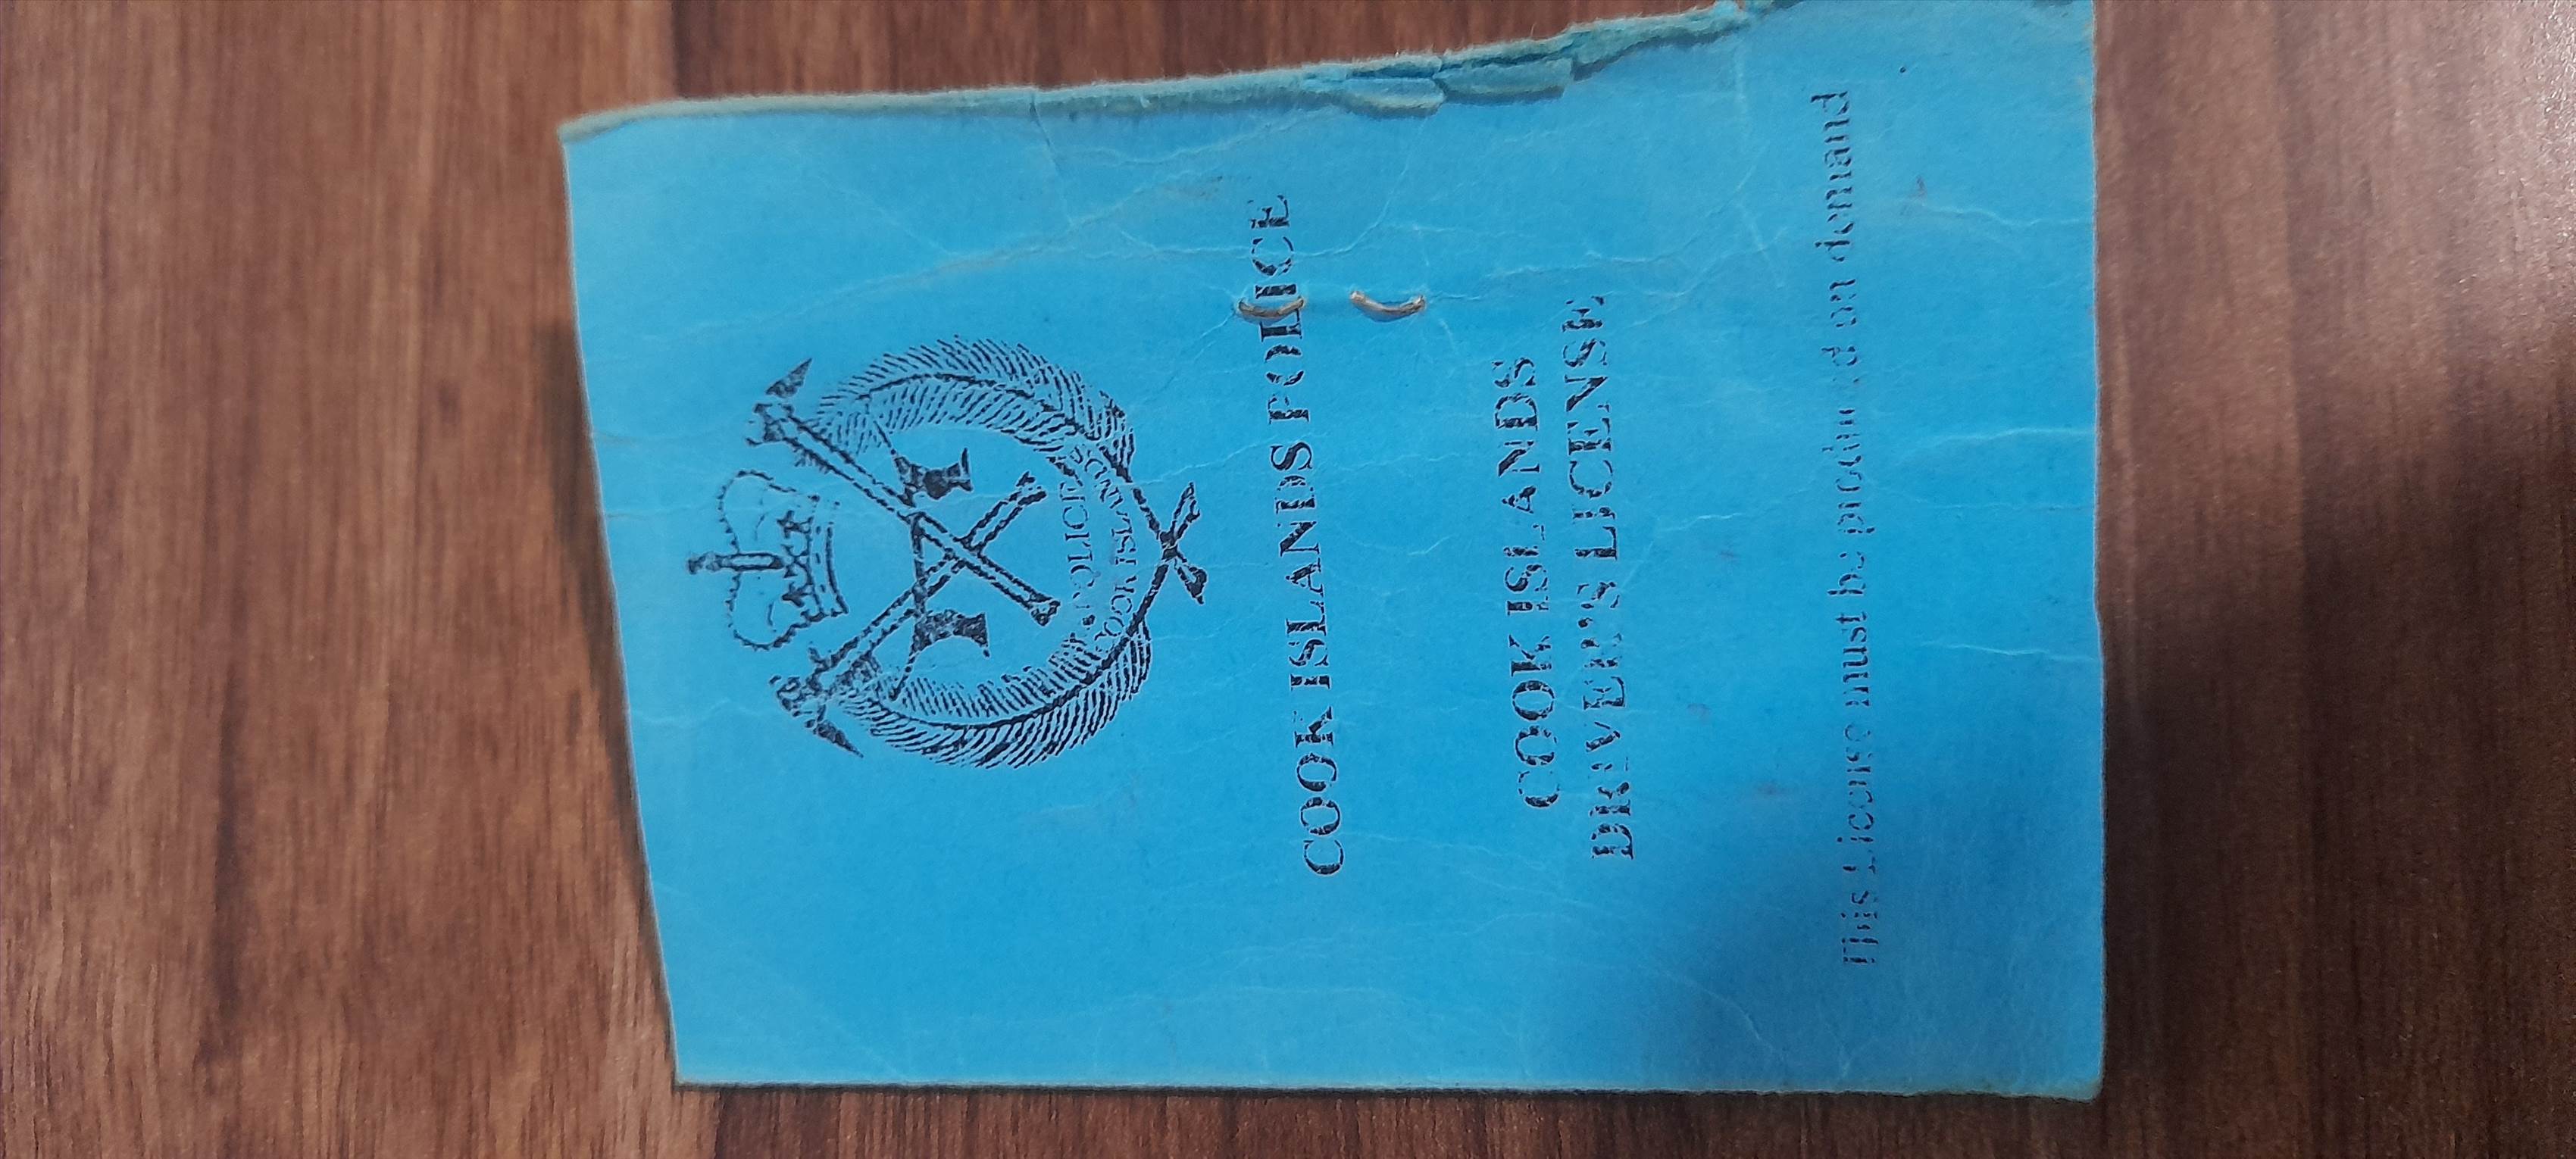 POLICE
COOK ISLANDS
COOK ISLANDS POLICE
COOK ISLANDS
DRIVER'S LICENSE
This License must be produced on demand